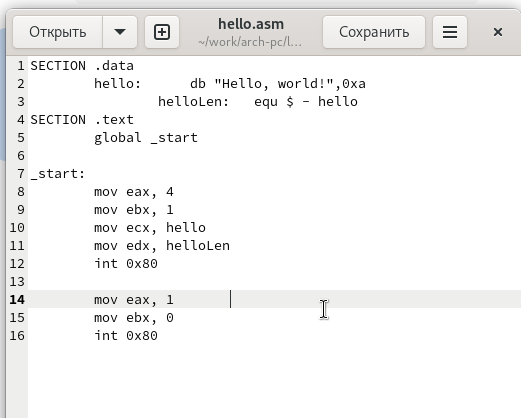 Открыть
hello.asm
~/work/arch-pc/l...
Сохранить
1 SECTION .data
2 hello: db "Hello, world!",0xa
3 helloLen: equ $ - hello
4 SECTION .text
5 global _start
6
7 _start:
8 mov eax, 4
9 mov ebx, 1
10 mov ecx, hello
11 mov edx, helloLen
12 int 0x80
13
14 mov eax, 1
15 mov ebx, 0
16 int 0x80